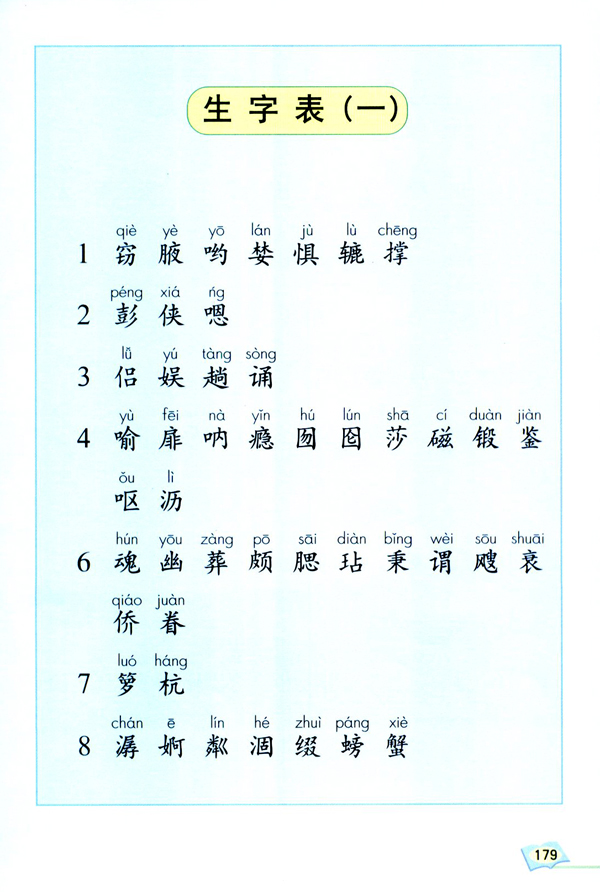 生字表（一）
qiè yè yō lán jù lù chēng
1 窃 腋 哟 婪 惧 辘 撑
péng xiá ńg
2 彭 侠 嗯
lǚ yú tàng sòng
3 侣 娱 趟 诵
yù fēi nà yǐn hú lún shā cí duàn jiàn
4 喻 扉 呐 瘾 囫 囵 莎 磁 锻 鉴
ǒu lì
呕 沥
hún yōu zàng pō sāi diàn bǐng wèi sōu shuāi
6 魂 幽 葬 颇 腮 玷 秉 谓 飕 衰
qiáo juàn
侨 眷
luó háng
7 箩 杭
chán ē lín hé zhuì páng xiè
8 潺 婀 粼 涸 缀 螃 蟹
179